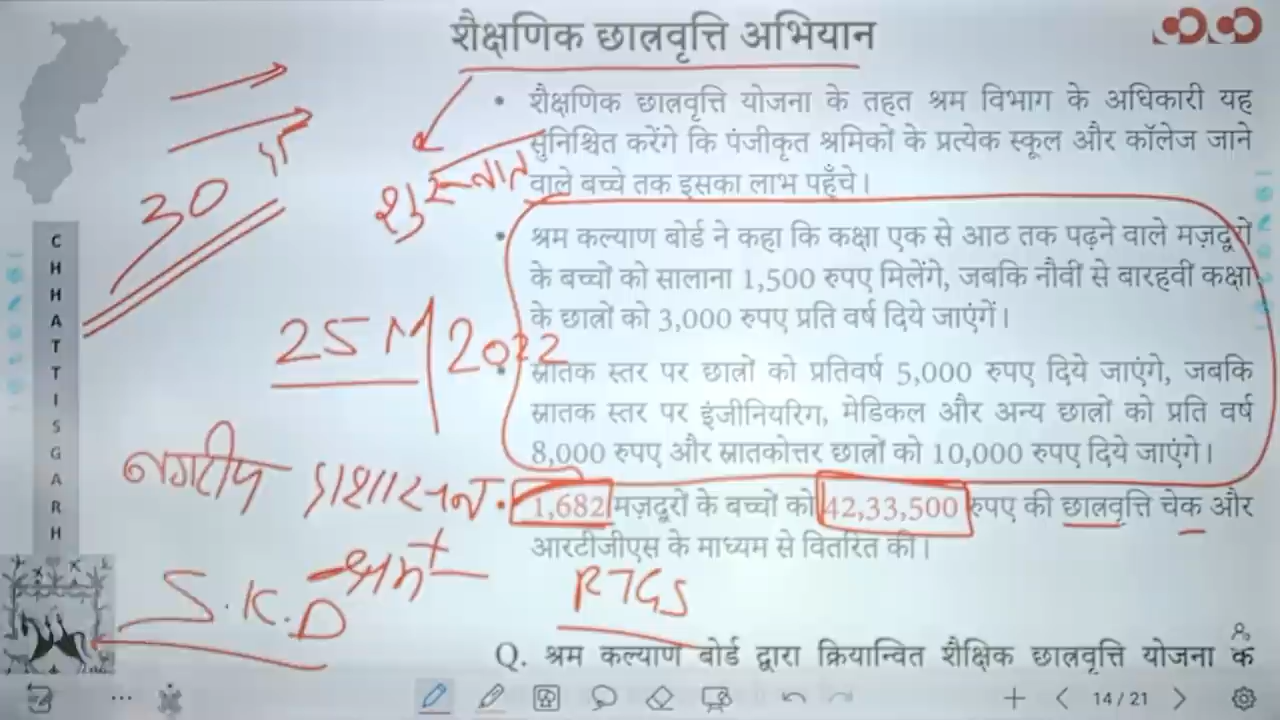 शैक्षणिक छात्रवृत्ति अभियान
• शैक्षणिक छात्रवृत्ति योजना के तहत श्रम विभाग के अधिकारी यह
सुनिश्चित करेंगे कि पंजीकृत श्रमिकों के प्रत्येक स्कूल और कॉलेज जाने
वाले बच्चे तक इसका लाभ पहुँचे।
• श्रम कल्याण बोर्ड ने कहा कि कक्षा एक से आठ तक पढ़ने वाले मज़दूरों
के बच्चों को सालाना 1,500 रुपए मिलेंगे, जबकि नौवीं से बारहवीं कक्षा
के छात्रों को 3,000 रुपए प्रति वर्ष दिये जाएंगें।
• स्नातक स्तर पर छात्रों को प्रतिवर्ष 5,000 रुपए दिये जाएंगे, जबकि
स्नातक स्तर पर इंजीनियरिंग, मेडिकल और अन्य छात्रों को प्रति वर्ष
8,000 रुपए और स्नातकोत्तर छात्रों को 10,000 रुपए दिये जाएंगे।
• 1,682 मज़दूरों के बच्चों को 42,33,500 रुपए की छात्रवृत्ति चेक और
आरटीजीएस के माध्यम से वितरित की।
Q. श्रम कल्याण बोर्ड द्वारा क्रियान्वित शैक्षिक छात्रवृत्ति योजना के
CHHATTISGARH
30
शुरूवात
25 M 2022
नगरीय प्रशासन
श्रम +
S.K.D
RTGS
14/21